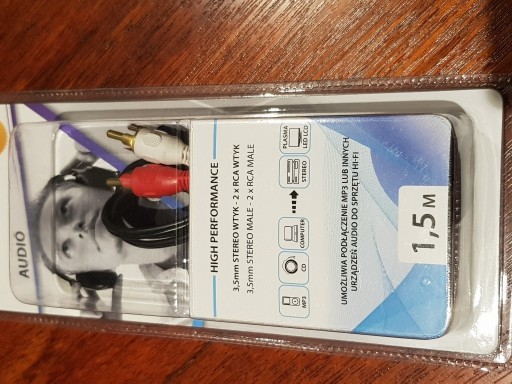 AUDIO
HIGH PERFORMANCE
3,5mm STEREO WTYK - 2 x RCA WTYK
3,5mm STEREO MALE - 2 x RCA MALE
MP3
CD
COMPUTER
STEREO
PLASMA
LED LCD
UMOŻLIWIA PODŁĄCZENIE MP3 LUB INNYCH
URZĄDZEŃ AUDIO DO SPRZĘTU HI-FI
1,5 M